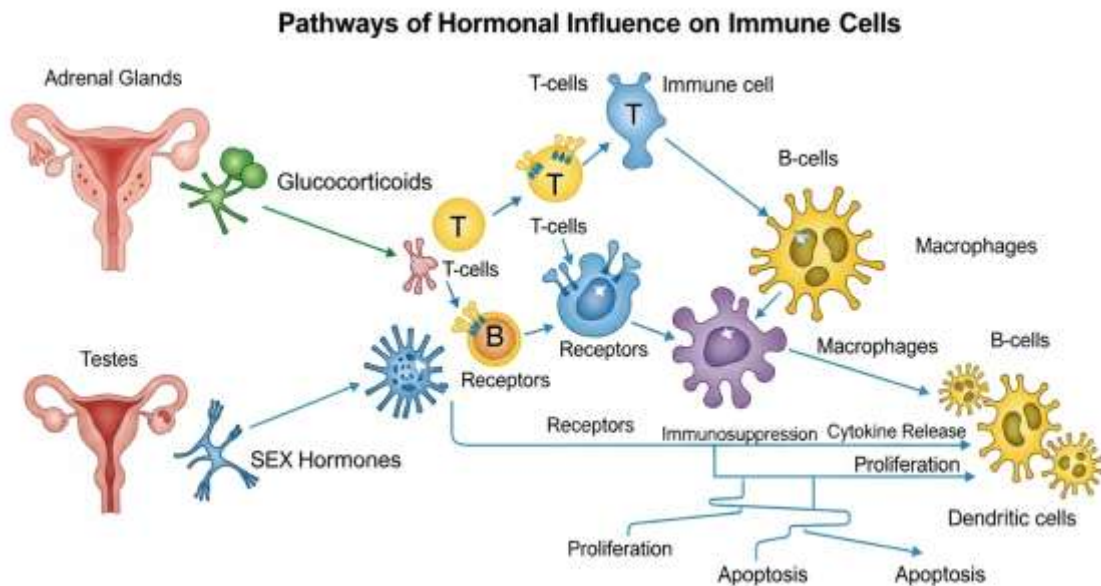 Pathways of Hormonal Influence on Immune Cells
Adrenal Glands
T-cells
Immune cell
T
Glucocorticoids
T
B-cells
T
T-cells
Macrophages
T-cells
B
Receptors
Receptors
Macrophages
B-cells
Testes
SEX Hormones
Receptors
Immunosuppression
Cytokine Release
Proliferation
Dendritic cells
Proliferation
Apoptosis
Apoptosis